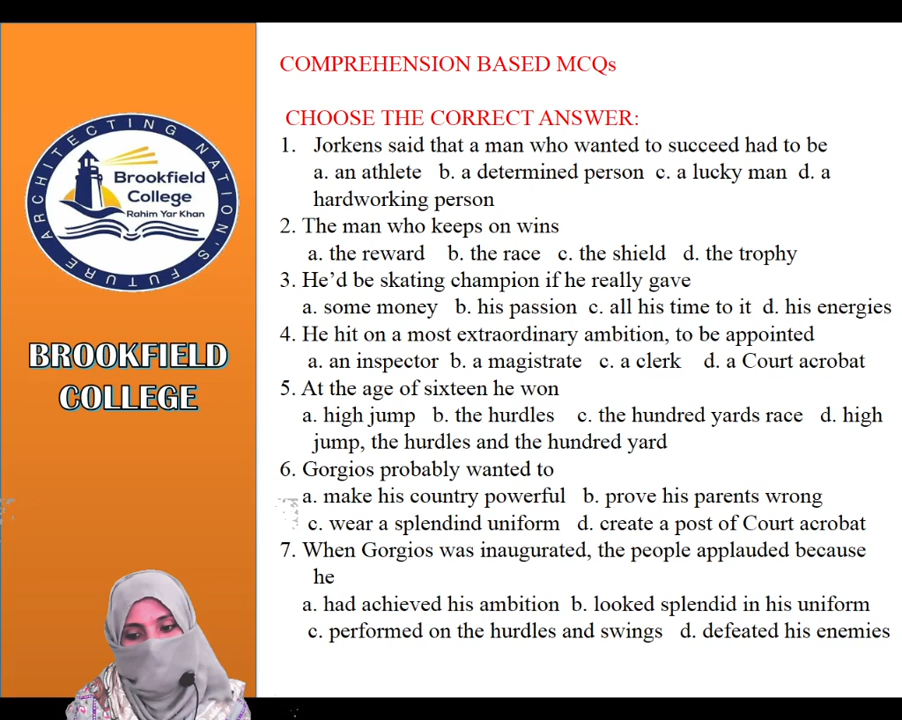 ARCHITECTING NATION'S FUTURE
Brookfield
College
Rahim Yar Khan
BROOKFIELD
COLLEGE
COMPREHENSION BASED MCQs
CHOOSE THE CORRECT ANSWER:
1. Jorkens said that a man who wanted to succeed had to be
a. an athlete b. a determined person c. a lucky man d. a
hardworking person
2. The man who keeps on wins
a. the reward b. the race c. the shield d. the trophy
3. He'd be skating champion if he really gave
a. some money b. his passion c. all his time to it d. his energies
4. He hit on a most extraordinary ambition, to be appointed
a. an inspector b. a magistrate c. a clerk d. a Court acrobat
5. At the age of sixteen he won
a. high jump b. the hurdles c. the hundred yards race d. high
jump, the hurdles and the hundred yard
6. Gorgios probably wanted to
a. make his country powerful b. prove his parents wrong
c. wear a splendind uniform d. create a post of Court acrobat
7. When Gorgios was inaugurated, the people applauded because
he
a. had achieved his ambition b. looked splendid in his uniform
c. performed on the hurdles and swings d. defeated his enemies